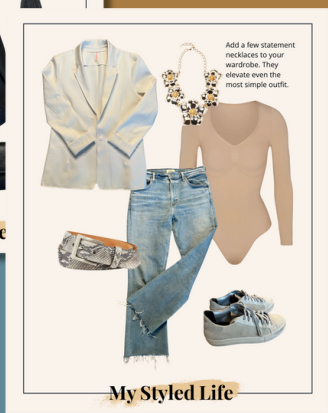 Add a few statement
necklaces to your
wardrobe. They
elevate even the
most simple outfit.
My Styled Life